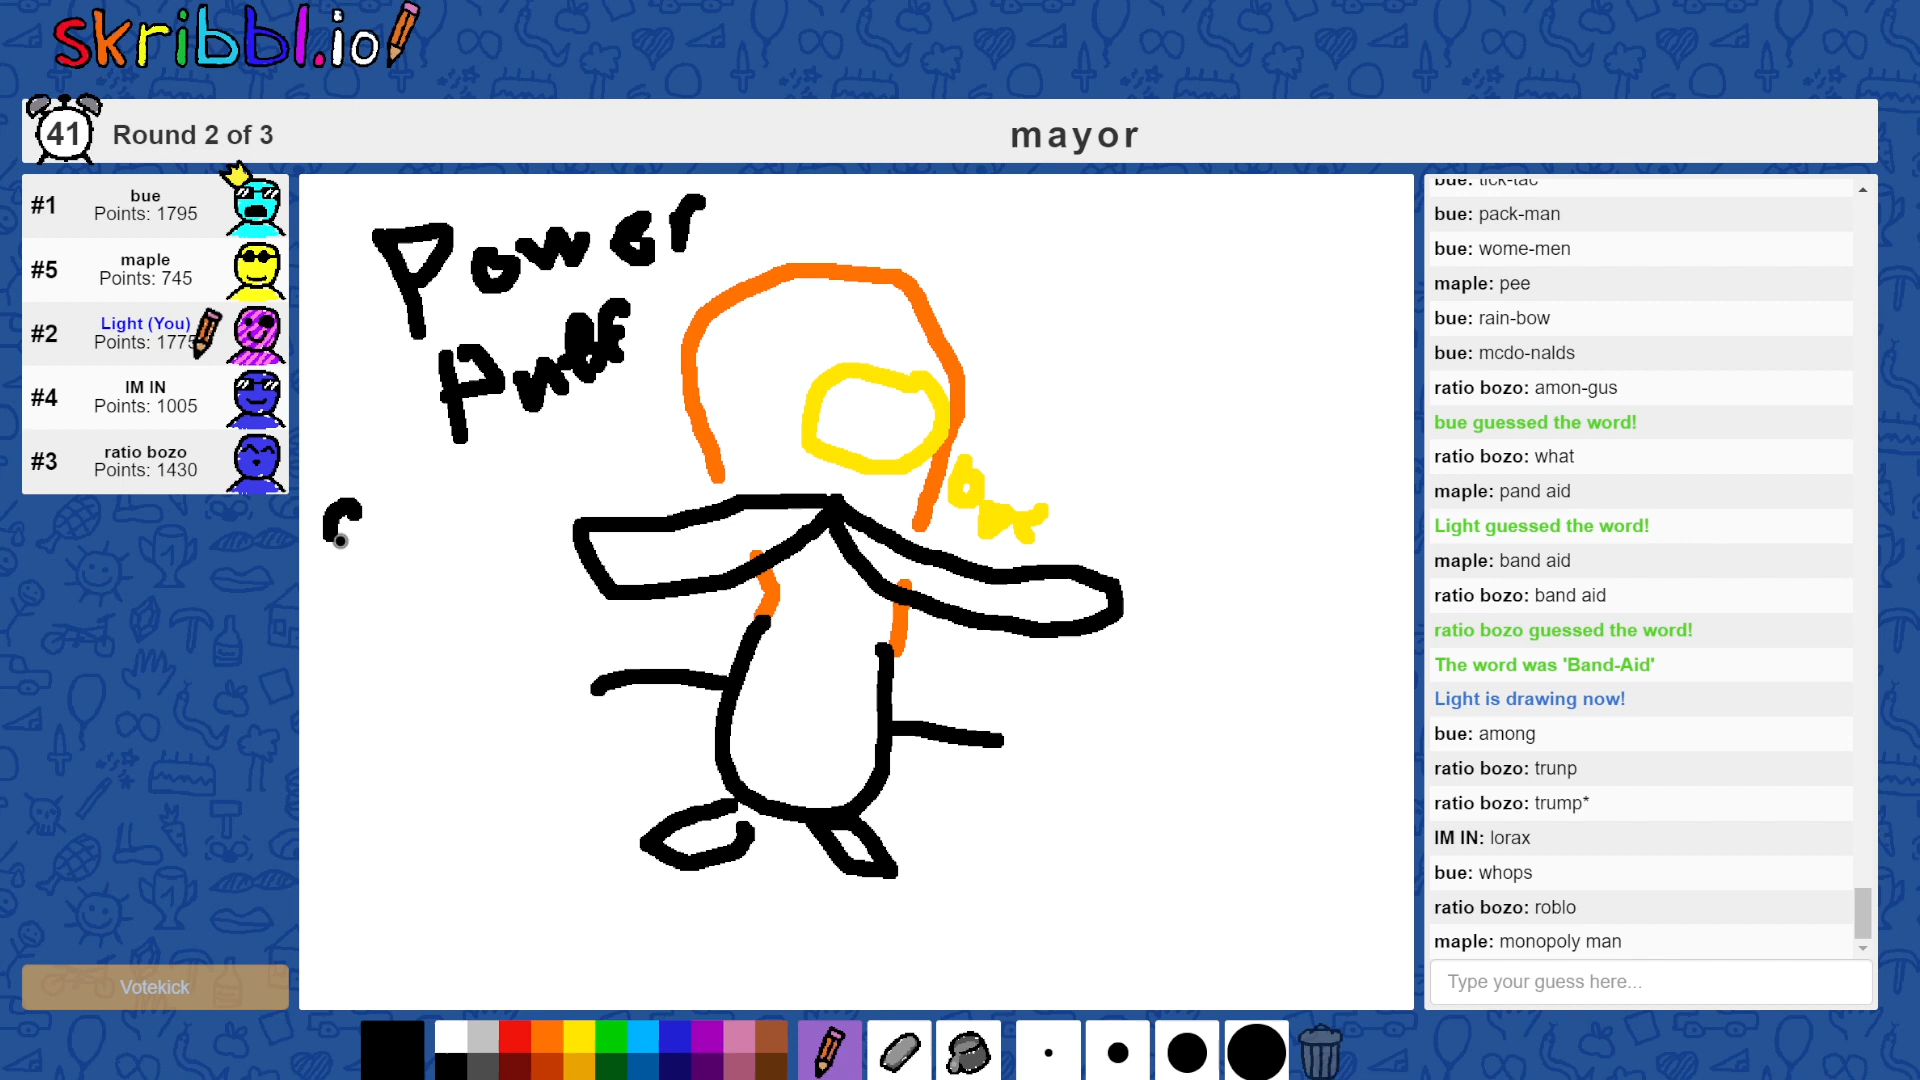 skribbl.io
41
Round 2 of 3
mayor
#1
bue
Points: 1795
#5
maple
Points: 745
#2
Light (You)
Points: 1775
#4
IM IN
Points: 1005
#3
ratio bozo
Points: 1430
Votekick
Power
Puff
r
bue: tick-tac
bue: pack-man
bue: wome-men
maple: pee
bue: rain-bow
bue: mcdo-nalds
ratio bozo: amon-gus
bue guessed the word!
ratio bozo: what
maple: pand aid
Light guessed the word!
maple: band aid
ratio bozo: band aid
ratio bozo guessed the word!
The word was 'Band-Aid'
Light is drawing now!
bue: among
ratio bozo: trunp
ratio bozo: trump*
IM IN: lorax
bue: whops
ratio bozo: roblo
maple: monopoly man
Type your guess here...